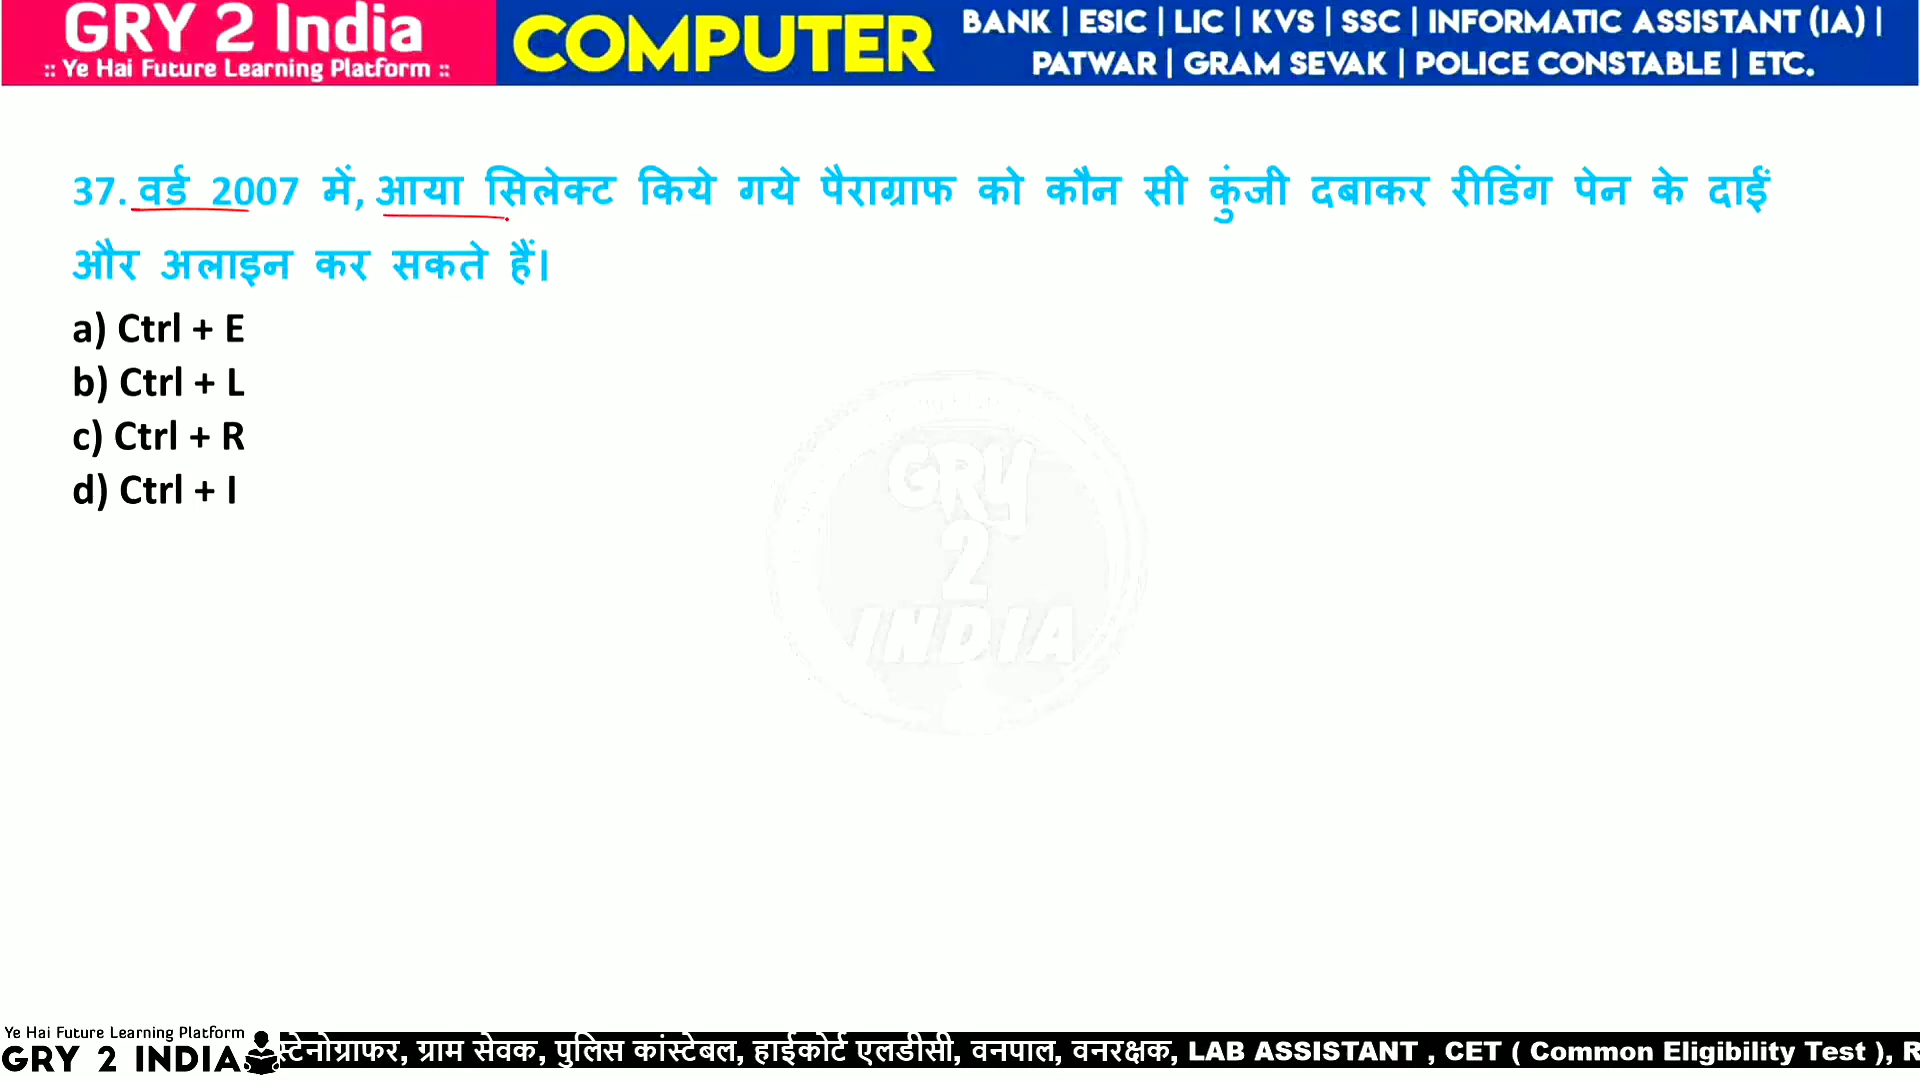 GRY 2 India
:: Ye Hai Future Learning Platform ::
COMPUTER
BANK | ESIC | LIC | KVS | SSC | INFORMATIC ASSISTANT (IA) |
PATWAR | GRAM SEVAK | POLICE CONSTABLE | ETC.
37. वर्ड 2007 में, आया सिलेक्ट किये गये पैराग्राफ को कौन सी कुंजी दबाकर रीडिंग पेन के दाईं
और अलाइन कर सकते हैं।
a) Ctrl + E
b) Ctrl + L
c) Ctrl + R
d) Ctrl + I
GRY
2
INDIA
Ye Hai Future Learning Platform
GRY 2 INDIA
स्टेनोग्राफर, ग्राम सेवक, पुलिस कांस्टेबल, हाईकोर्ट एलडीसी, वनपाल, वनरक्षक, LAB ASSISTANT , CET ( Common Eligibility Test ), R